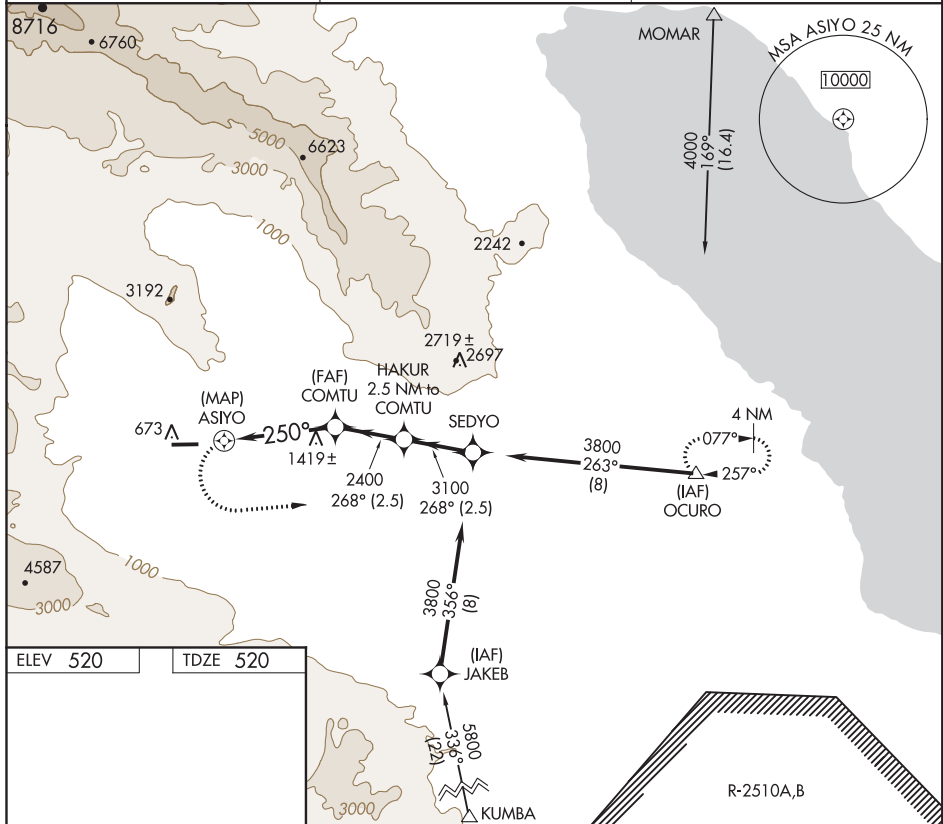 8716
6760
MOMAR
MSA ASIYO 25 NM
10000
5000
6623
3000
4000
169°
(16.4)
1000
2242
3192
2719 ±
2697
HAKUR
2.5 NM to
COMTU
(FAF)
COMTU
(MAP)
ASIYO
SEDYO
4 NM
673
250°
077°
1419 ±
3800
263°
(8)
257°
2400
268° (2.5)
3100
268° (2.5)
(IAF)
OCURO
1000
4587
3000
3800
356°
(8)
ELEV 520
TDZE 520
(IAF)
JAKEB
5800
336°
(22)
R-2510A,B
3000
KUMBA